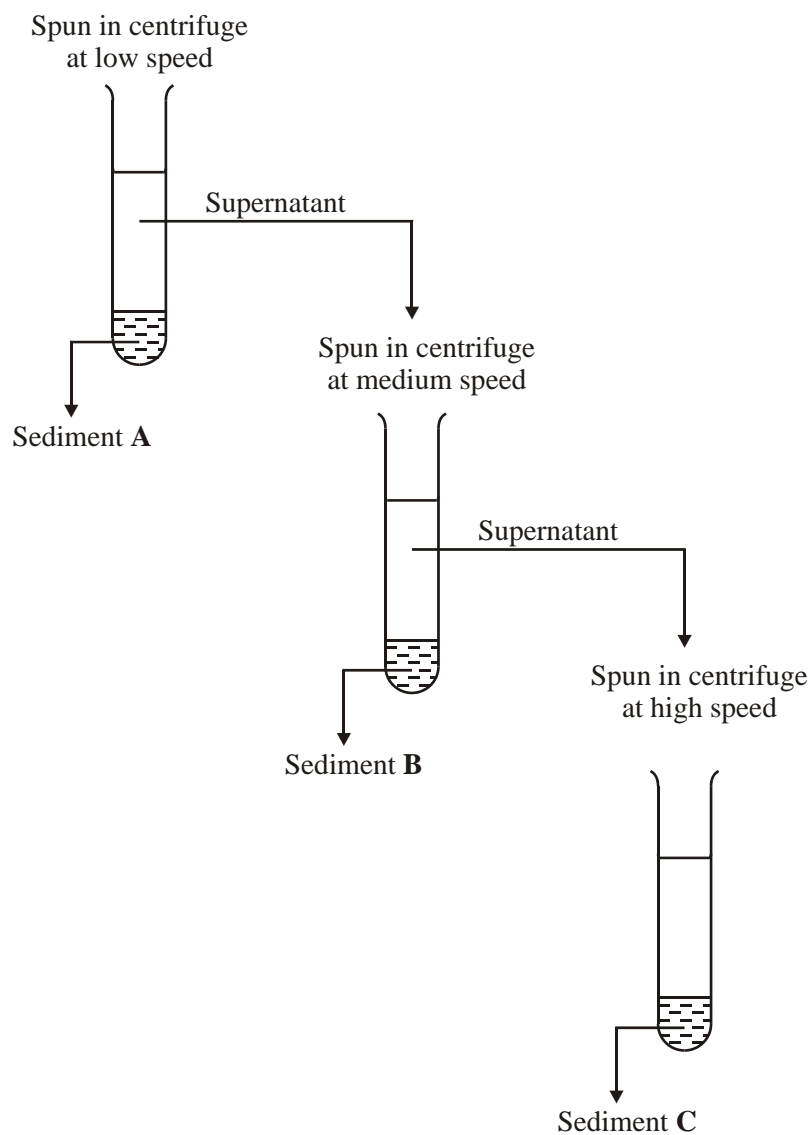 Spun in centrifuge
at low speed
Supernatant
Sediment A
Spun in centrifuge
at medium speed
Supernatant
Sediment B
Spun in centrifuge
at high speed
Sediment C